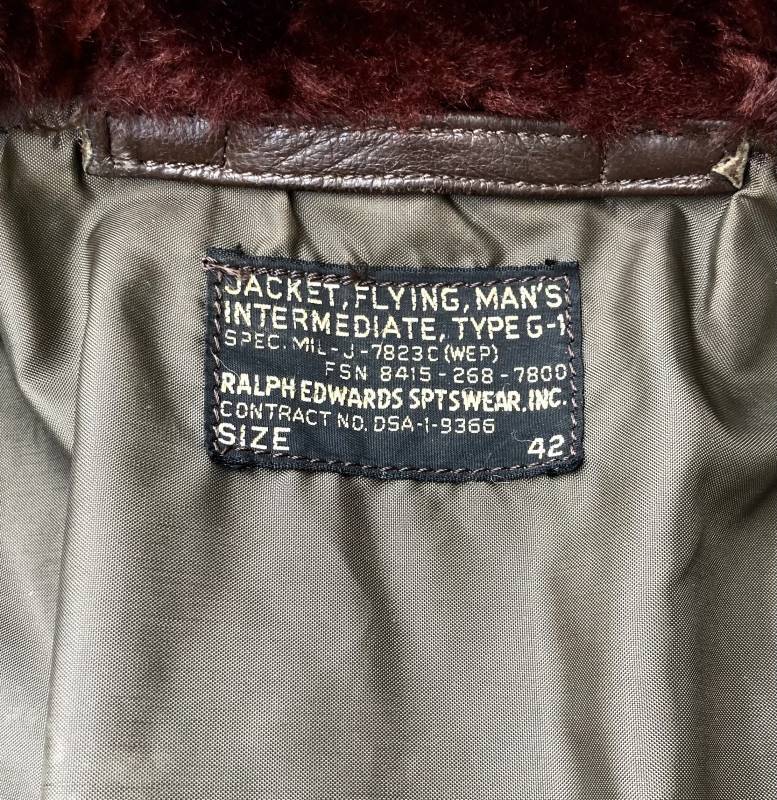 JACKET, FLYING, MAN'S
INTERMEDIATE, TYPE G-1
SPEC. MIL-J-7823C (WEP)
FSN 8415-268-7800
RALPH EDWARDS SPTSWEAR. INC.
CONTRACT NO. DSA-1-9366
SIZE 42